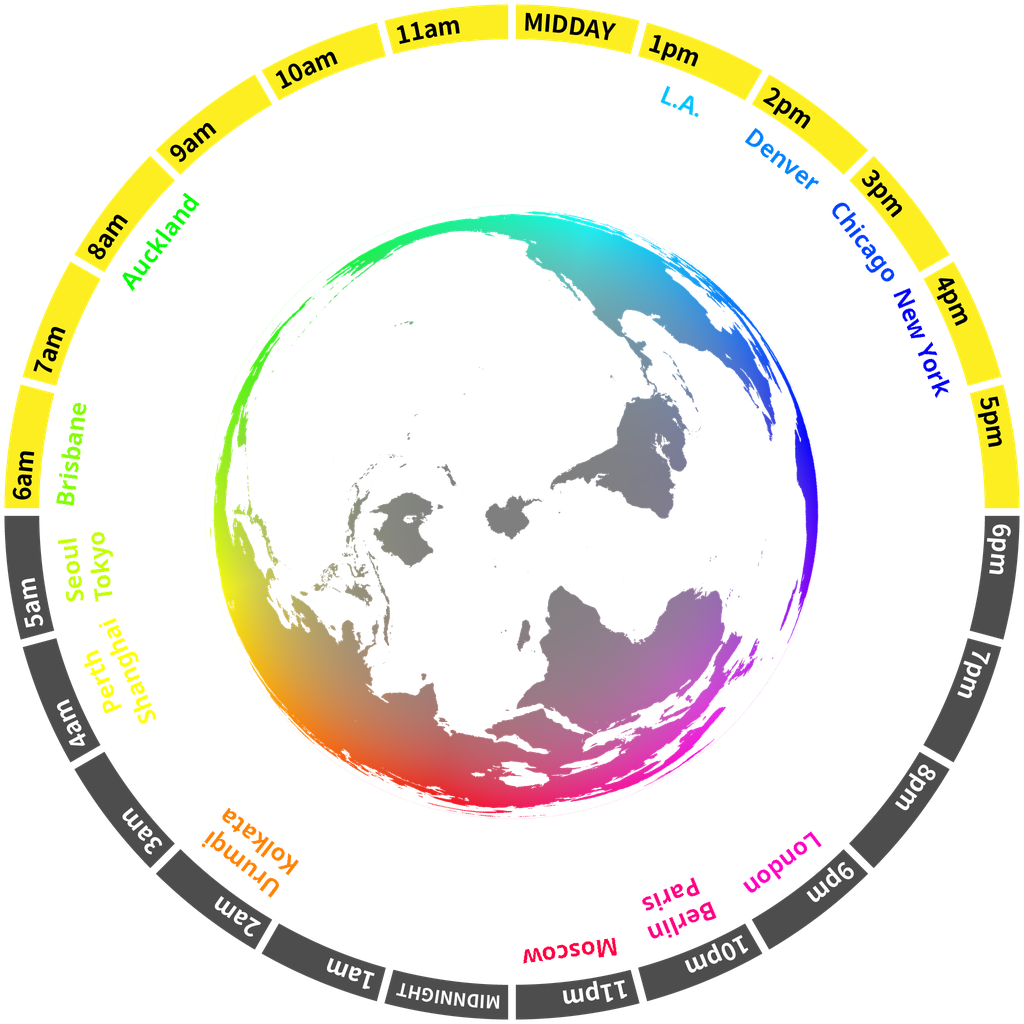 MIDDAY
1pm
2pm
3pm
4pm
5pm
6pm
7pm
8pm
9pm
10pm
11pm
MIDNNIGHT
1am
2am
3am
4am
5am
6am
7am
8am
9am
10am
11am
L.A.
Denver
Chicago
New York
London
Paris
Berlin
Moscow
Kolkata
Urumqi
Shanghai
Perth
Tokyo
Seoul
Brisbane
Auckland